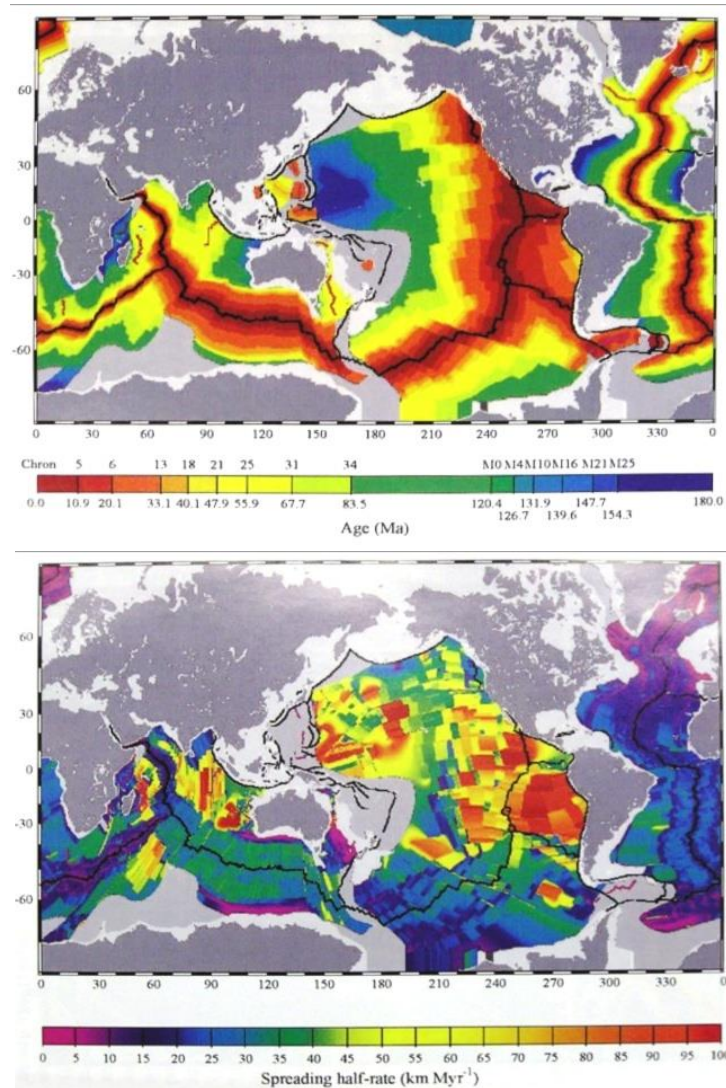 60
30
0
-30
-60
0 30 60 90 120 150 180 210 240 270 300 330 0
Chron 5 6 13 18 21 25 31 34 M0 M4 M10 M16 M21 M25
0.0 10.9 20.1 33.1 40.1 47.9 55.9 67.7 83.5 120.4 131.9 147.7 180.0
126.7 139.6 154.3
Age (Ma)
60
30
0
-30
-60
0 30 60 90 120 150 180 210 240 270 300 330 0
0 5 10 15 20 25 30 35 40 45 50 55 60 65 70 75 80 85 90 95 100
Spreading half-rate (km Myr⁻¹)